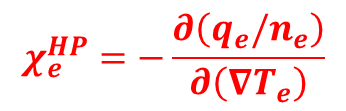 χ_e^{HP} = − ∂(q_e/n_e) / ∂(∇T_e)